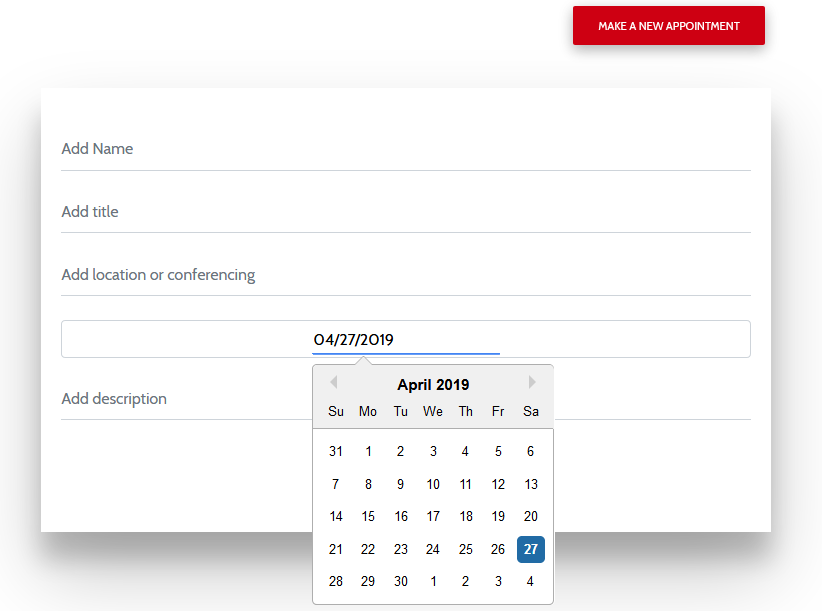 MAKE A NEW APPOINTMENT
Add Name
Add title
Add location or conferencing
04/27/2019
Add description
April 2019
Su Mo Tu We Th Fr Sa
31 1 2 3 4 5 6
7 8 9 10 11 12 13
14 15 16 17 18 19 20
21 22 23 24 25 26 27
28 29 30 1 2 3 4